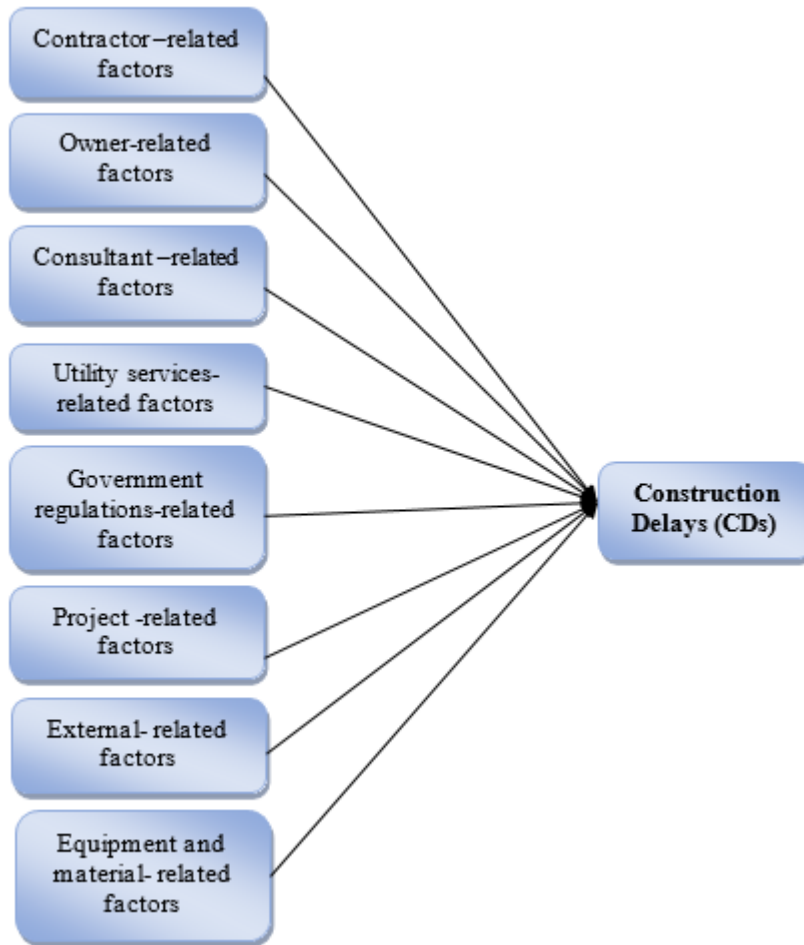 Contractor –related
factors
Owner-related
factors
Consultant –related
factors
Utility services-
related factors
Government
regulations-related
factors
Project -related
factors
External- related
factors
Equipment and
material- related
factors
Construction
Delays (CDs)